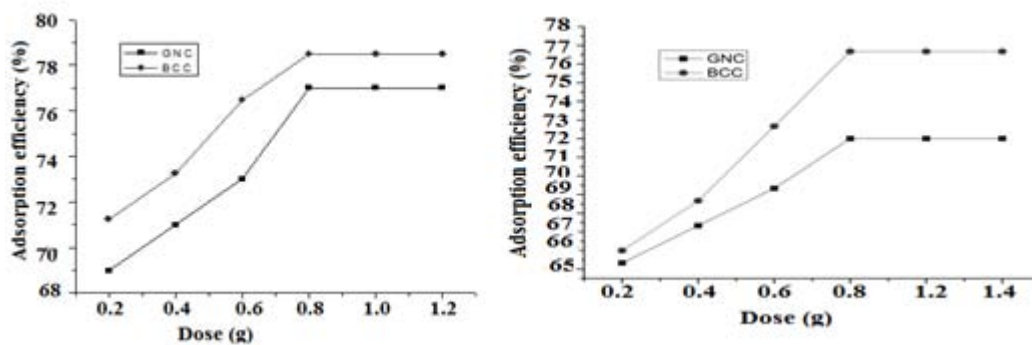 80
78
76
74
72
70
68
Adsorption efficiency (%)
GNC
BCC
0.2 0.4 0.6 0.8 1.0 1.2
Dose (g)
78
77
76
75
74
73
72
71
70
69
68
67
66
65
Adsorption efficiency (%)
GNC
BCC
0.2 0.4 0.6 0.8 1.2 1.4
Dose (g)